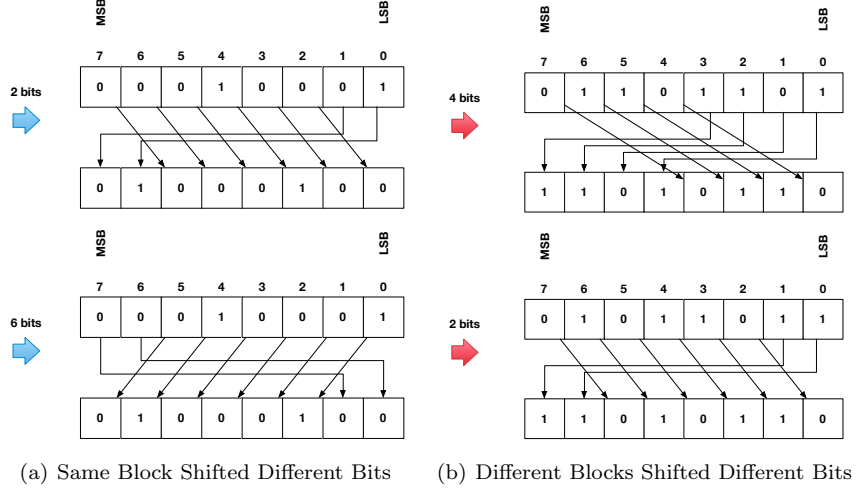 MSB LSB
7 6 5 4 3 2 1 0
2 bits
0 0 0 1 0 0 0 1
0 1 0 0 0 1 0 0
MSB LSB
7 6 5 4 3 2 1 0
6 bits
0 0 0 1 0 0 0 1
0 1 0 0 0 1 0 0
(a) Same Block Shifted Different Bits
MSB LSB
7 6 5 4 3 2 1 0
4 bits
0 1 1 0 1 1 0 1
1 1 0 1 0 1 1 0
MSB LSB
7 6 5 4 3 2 1 0
2 bits
0 1 0 1 1 0 1 1
1 1 0 1 0 1 1 0
(b) Different Blocks Shifted Different Bits